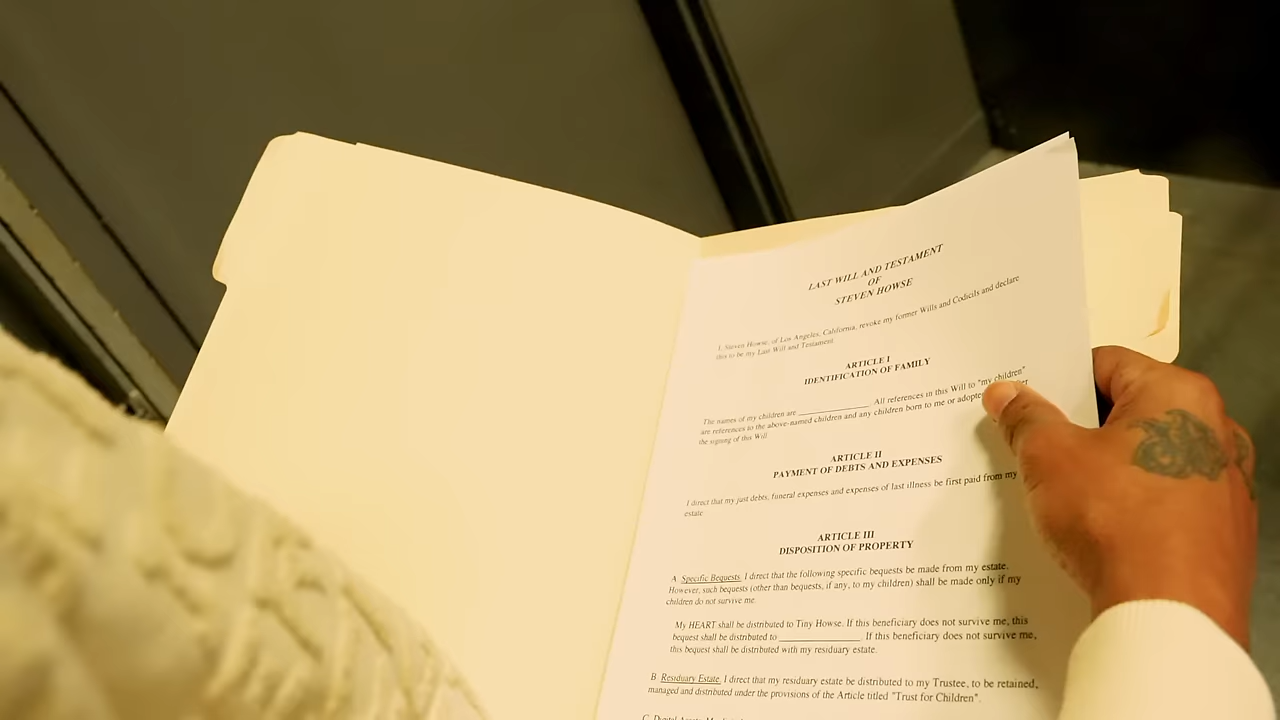 LAST WILL AND TESTAMENT
OF
STEVEN HOWSE
I, Steven Howse, of Los Angeles, California, revoke my former Wills and Codicils and declare
this to be my Last Will and Testament.
ARTICLE I
IDENTIFICATION OF FAMILY
The names of my children are _______________. All references in this Will to "my children"
are references to the above-named children and any children born to me or adopted
the signing of this Will.
ARTICLE II
PAYMENT OF DEBTS AND EXPENSES
I direct that my just debts, funeral expenses and expenses of last illness be first paid from my
estate.
ARTICLE III
DISPOSITION OF PROPERTY
A. Specific Bequests. I direct that the following specific bequests be made from my estate.
However, such bequests (other than bequests, if any, to my children) shall be made only if my
children do not survive me.
My HEART shall be distributed to Tiny Howse. If this beneficiary does not survive me, this
bequest shall be distributed to _______________. If this beneficiary does not survive me,
this bequest shall be distributed with my residuary estate.
B. Residuary Estate. I direct that my residuary estate be distributed to my Trustee, to be retained,
managed and distributed under the provisions of the Article titled "Trust for Children".
C. Digital